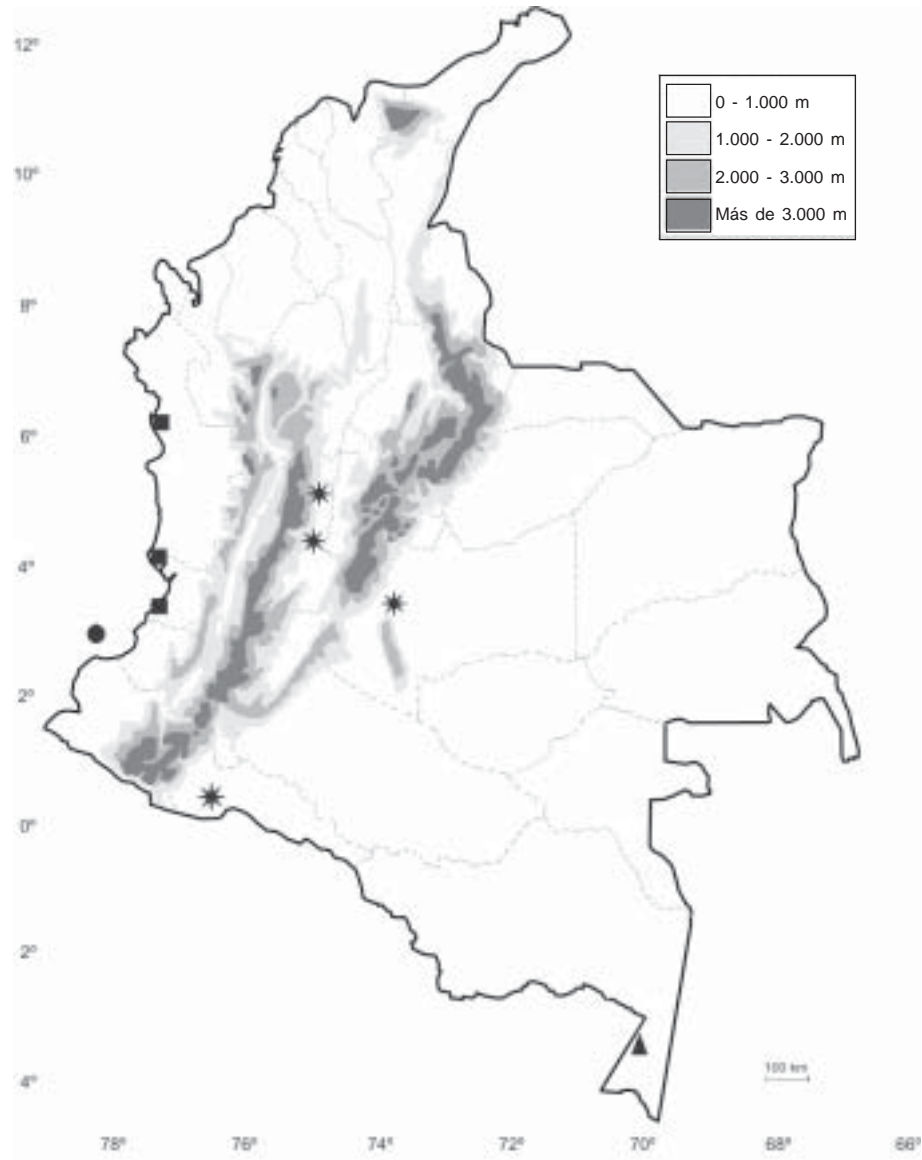 12º
0 - 1.000 m
1.000 - 2.000 m
10º
2.000 - 3.000 m
Más de 3.000 m
8º
6º
4º
2º
0º
2º
100 km
4º
78º 76º 74º 72º 70º 68º 66º